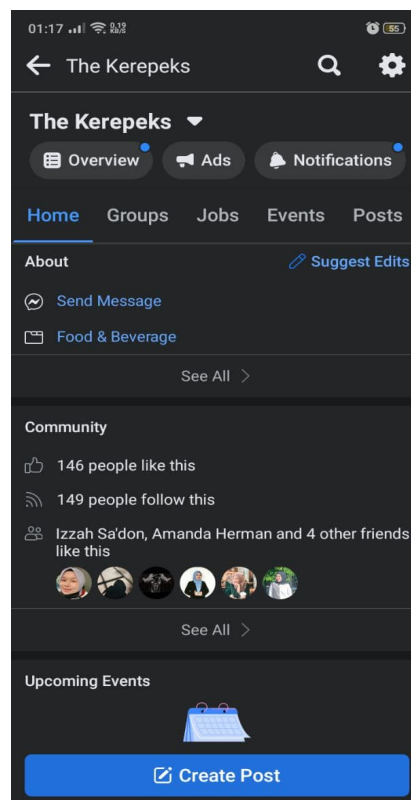 01:17 0.19 KB/S 55
The Kerepeks
The Kerepeks
Overview Ads Notifications
Home Groups Jobs Events Posts
About Suggest Edits
Send Message
Food & Beverage
See All
Community
146 people like this
149 people follow this
Izzah Sa'don, Amanda Herman and 4 other friends
like this
See All
Upcoming Events
Create Post